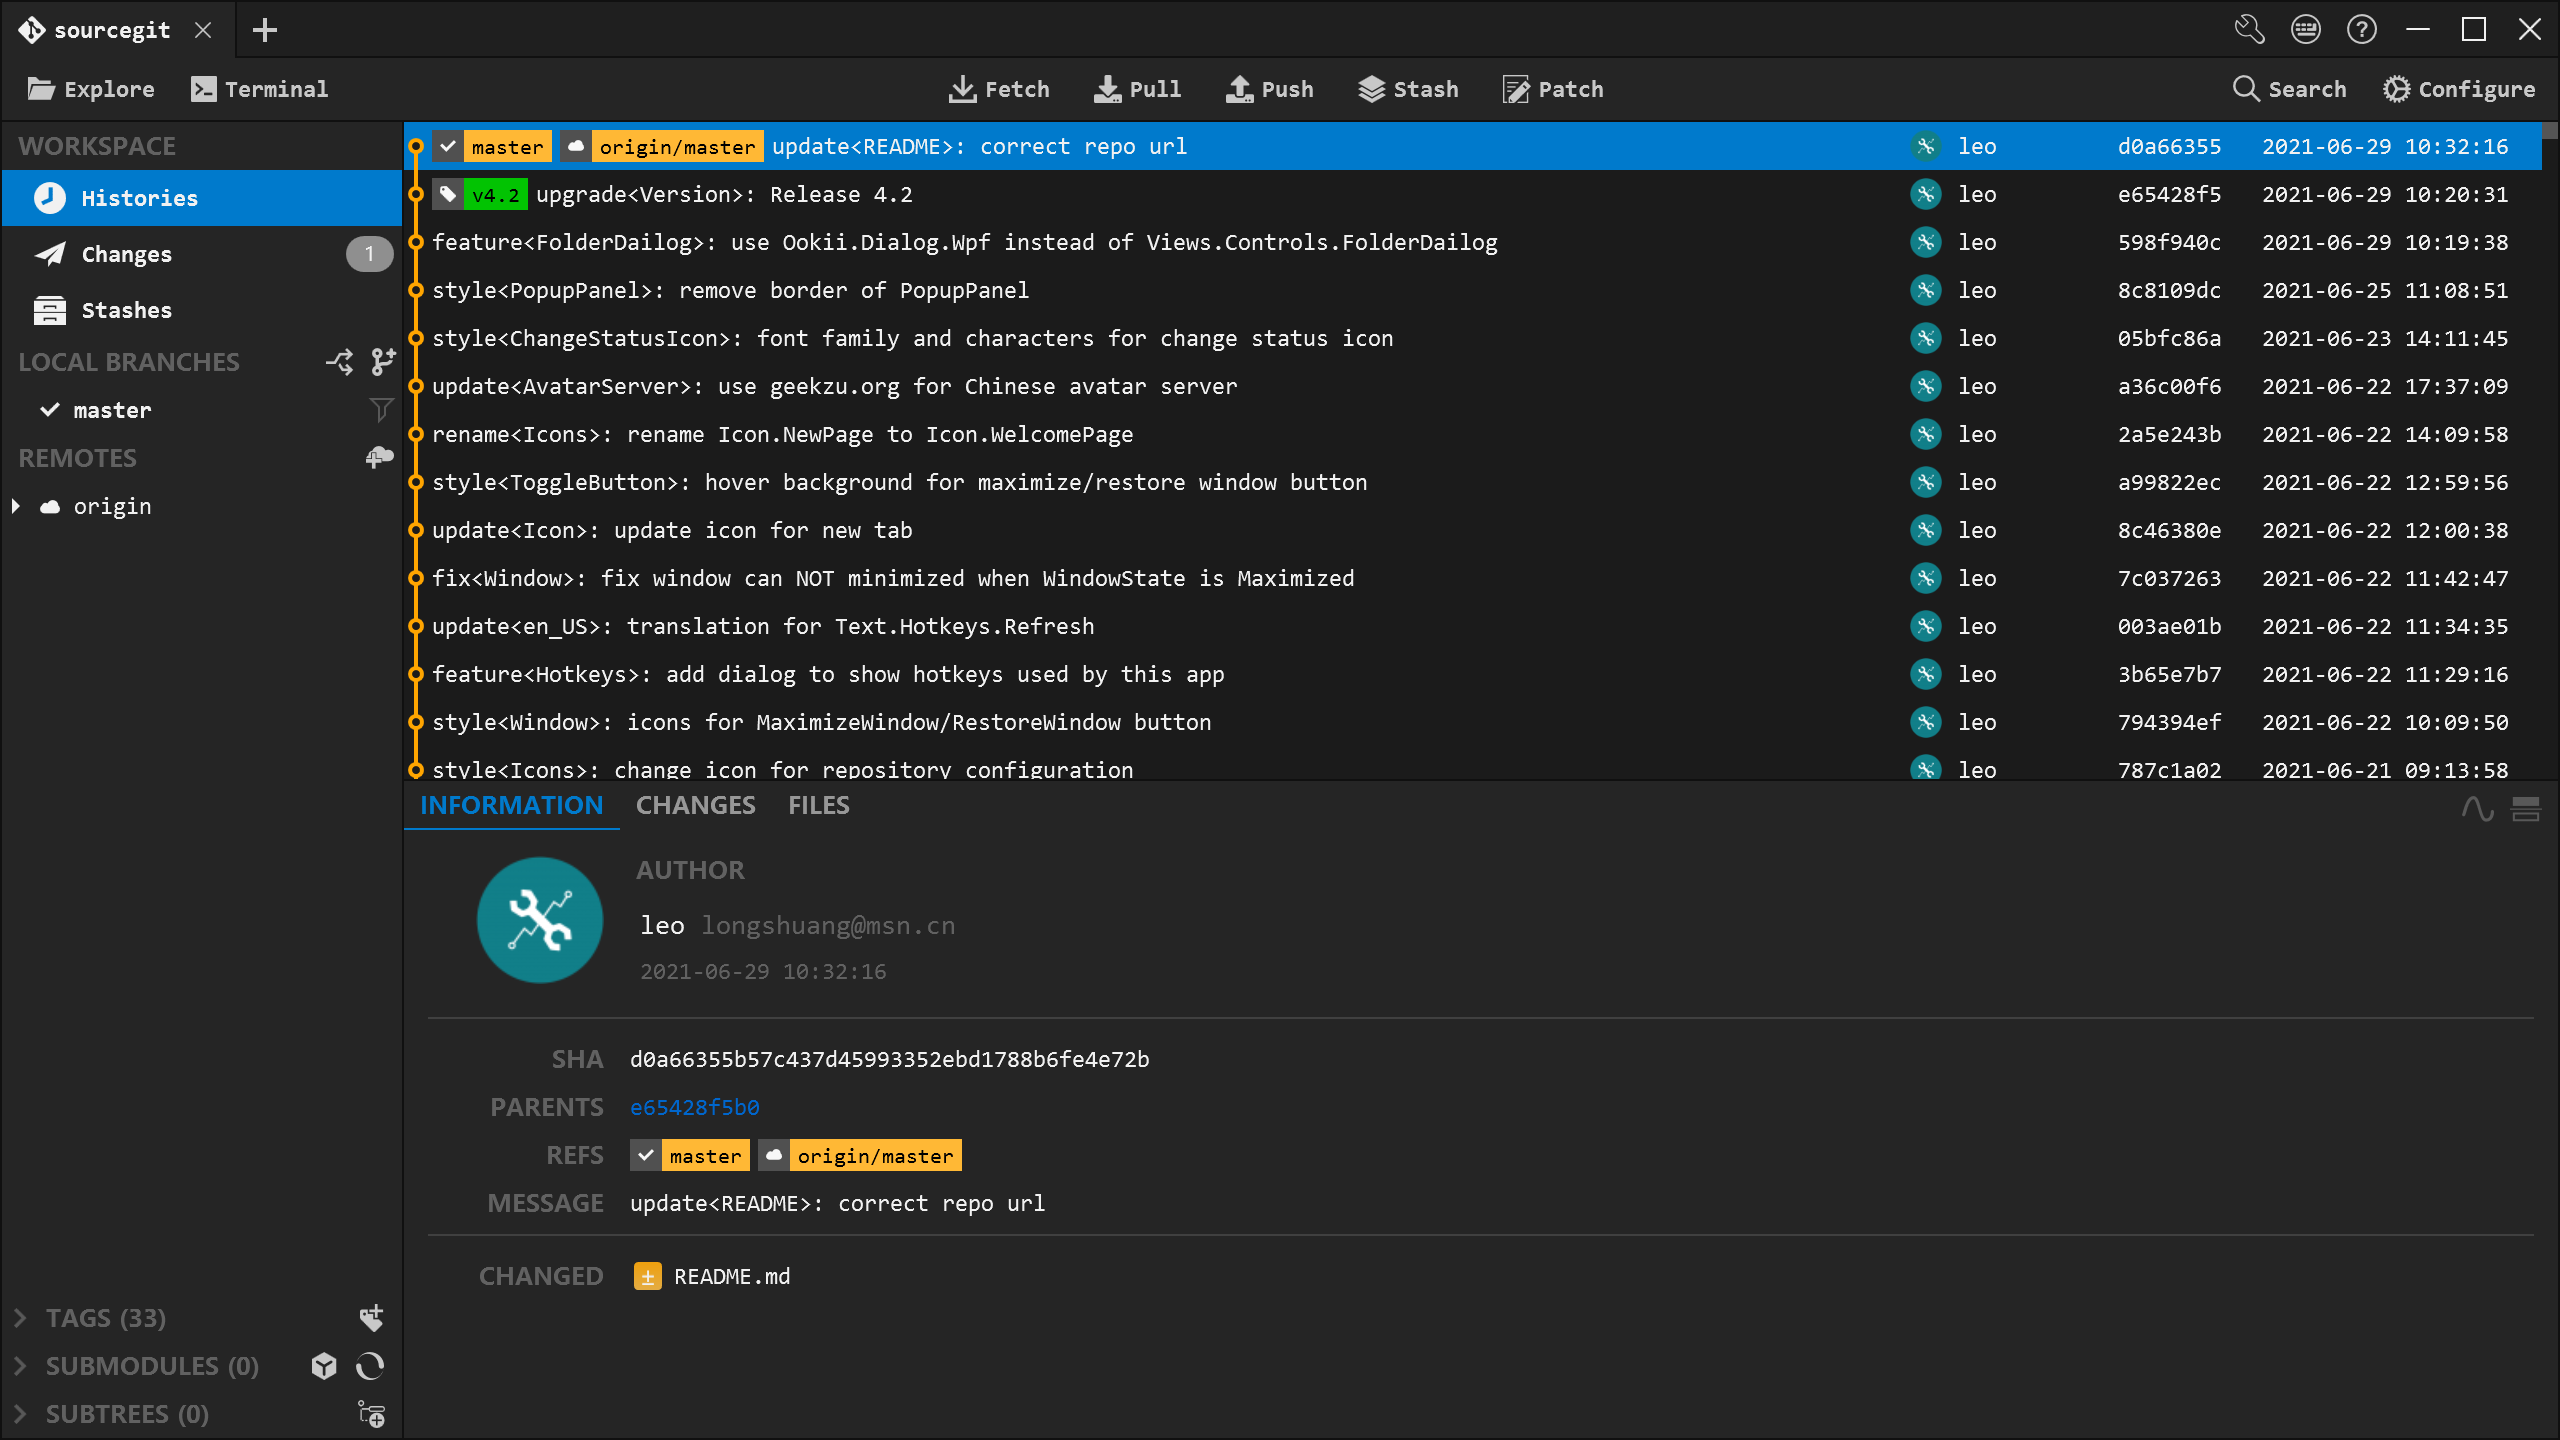 sourcegit
Explore Terminal Fetch Pull Push Stash Patch Search Configure
WORKSPACE
Histories
Changes 1
Stashes
LOCAL BRANCHES
master
REMOTES
origin
TAGS (33)
SUBMODULES (0)
SUBTREES (0)
master origin/master update<README>: correct repo url leo d0a66355 2021-06-29 10:32:16
v4.2 upgrade<Version>: Release 4.2 leo e65428f5 2021-06-29 10:20:31
feature<FolderDailog>: use Ookii.Dialog.Wpf instead of Views.Controls.FolderDailog leo 598f940c 2021-06-29 10:19:38
style<PopupPanel>: remove border of PopupPanel leo 8c8109dc 2021-06-25 11:08:51
style<ChangeStatusIcon>: font family and characters for change status icon leo 05bfc86a 2021-06-23 14:11:45
update<AvatarServer>: use geekzu.org for Chinese avatar server leo a36c00f6 2021-06-22 17:37:09
rename<Icons>: rename Icon.NewPage to Icon.WelcomePage leo 2a5e243b 2021-06-22 14:09:58
style<ToggleButton>: hover background for maximize/restore window button leo a99822ec 2021-06-22 12:59:56
update<Icon>: update icon for new tab leo 8c46380e 2021-06-22 12:00:38
fix<Window>: fix window can NOT minimized when WindowState is Maximized leo 7c037263 2021-06-22 11:42:47
update<en_US>: translation for Text.Hotkeys.Refresh leo 003ae01b 2021-06-22 11:34:35
feature<Hotkeys>: add dialog to show hotkeys used by this app leo 3b65e7b7 2021-06-22 11:29:16
style<Window>: icons for MaximizeWindow/RestoreWindow button leo 794394ef 2021-06-22 10:09:50
style<Icons>: change icon for repository configuration leo 787c1a02 2021-06-21 09:13:58
INFORMATION CHANGES FILES
AUTHOR
leo longshuang@msn.cn
2021-06-29 10:32:16
SHA d0a66355b57c437d45993352ebd1788b6fe4e72b
PARENTS e65428f5b0
REFS master origin/master
MESSAGE update<README>: correct repo url
CHANGED ± README.md